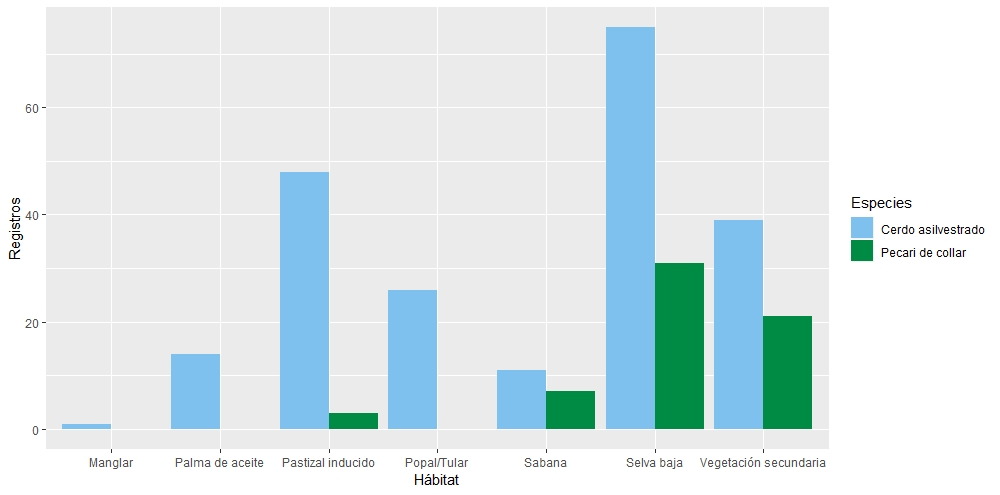 60
40
20
0
Registros
Manglar
Palma de aceite
Pastizal inducido
Popal/Tular
Sabana
Selva baja
Vegetación secundaria
Hábitat
Especies
Cerdo asilvestrado
Pecari de collar